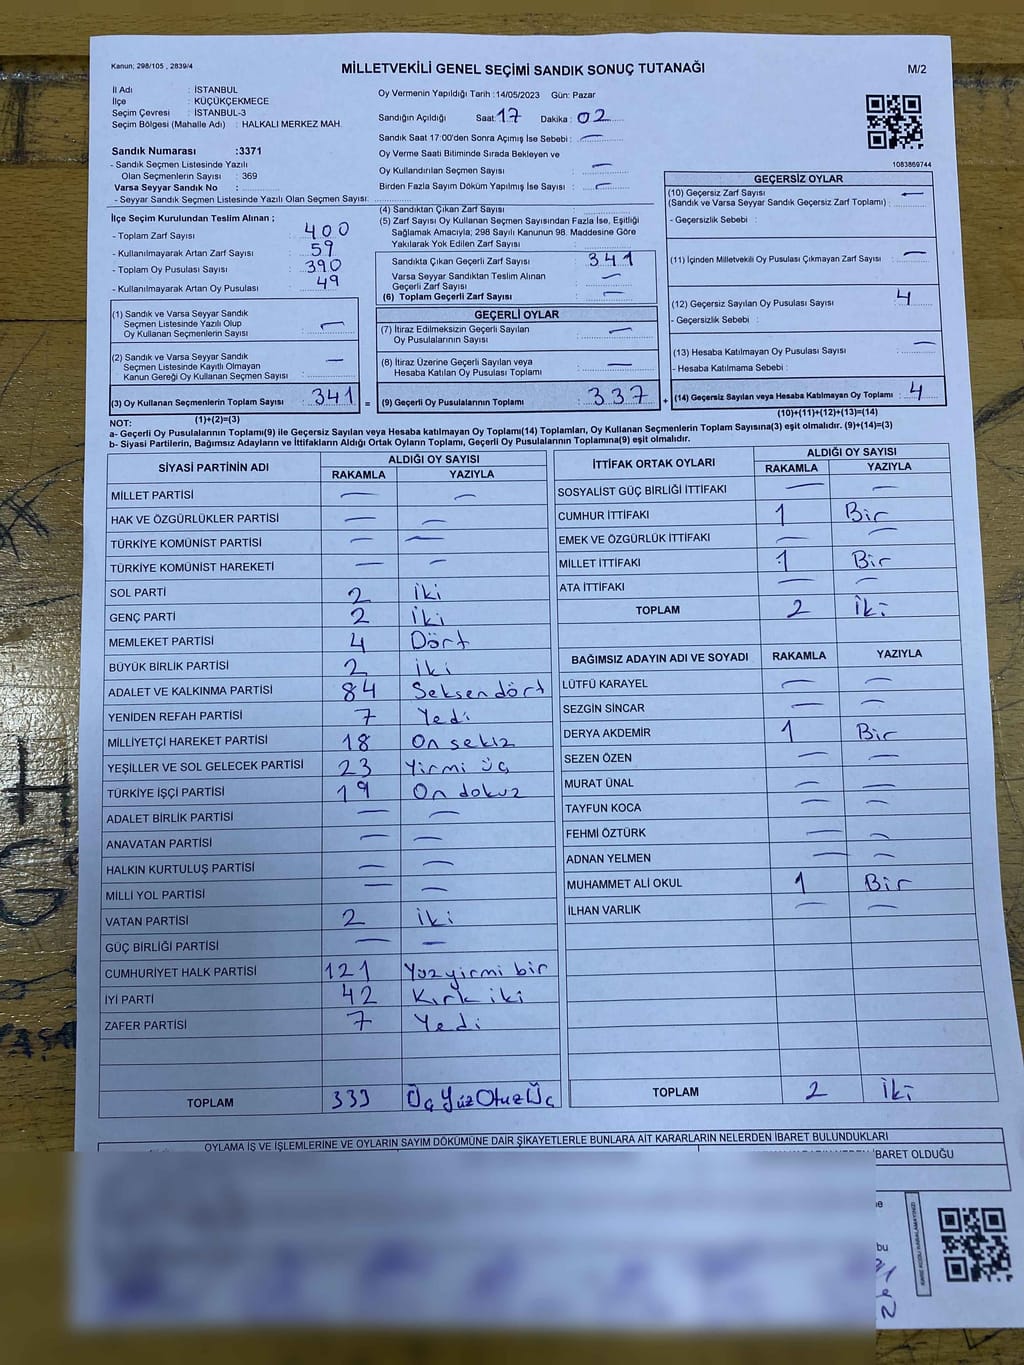 Kanun; 298/105 , 2839/4
MİLLETVEKİLİ GENEL SEÇİMİ SANDIK SONUÇ TUTANAĞI
M/2
İl Adı : İSTANBUL
İlçe : KÜÇÜKÇEKMECE
Seçim Çevresi : İSTANBUL-3
Seçim Bölgesi (Mahalle Adı) : HALKALI MERKEZ MAH.
Sandık Numarası :3371
- Sandık Seçmen Listesinde Yazılı
Olan Seçmenlerin Sayısı : 369
Varsa Seyyar Sandık No :
- Seyyar Sandık Seçmen Listesinde Yazılı Olan Seçmen Sayısı:
Oy Vermenin Yapıldığı Tarih :14/05/2023 Gün: Pazar
Sandığın Açıldığı Saat: 17 Dakika : 02
Sandık Saat 17:00'den Sonra Açımış İse Sebebi : —
Oy Verme Saati Bitiminde Sırada Bekleyen ve
Oy Kullandırılan Seçmen Sayısı : —
Birden Fazla Sayım Döküm Yapılmış İse Sayısı : —
1083869744
İlçe Seçim Kurulundan Teslim Alınan ;
- Toplam Zarf Sayısı : 400
- Kullanılmayarak Artan Zarf Sayısı : 59
- Toplam Oy Pusulası Sayısı : 390
- Kullanılmayarak Artan Oy Pusulası : 49
(1) Sandık ve Varsa Seyyar Sandık
Seçmen Listesinde Yazılı Olup
Oy Kullanan Seçmenlerin Sayısı : —
(2) Sandık ve Varsa Seyyar Sandık
Seçmen Listesinde Kayıtlı Olmayan
Kanun Gereği Oy Kullanan Seçmen Sayısı : —
(3) Oy Kullanan Seçmenlerin Toplam Sayısı : 341
(1)+(2)=(3)
=
(4) Sandıktan Çıkan Zarf Sayısı :
(5) Zarf Sayısı Oy Kullanan Seçmen Sayısından Fazla İse, Eşitliği
Sağlamak Amacıyla; 298 Sayılı Kanunun 98. Maddesine Göre
Yakılarak Yok Edilen Zarf Sayısı :
Sandıkta Çıkan Geçerli Zarf Sayısı : 341
Varsa Seyyar Sandıktan Teslim Alınan
Geçerli Zarf Sayısı : —
(6) Toplam Geçerli Zarf Sayısı : —
GEÇERLİ OYLAR
(7) İtiraz Edilmeksizin Geçerli Sayılan
Oy Pusulalarının Sayısı : —
(8) İtiraz Üzerine Geçerli Sayılan veya
Hesaba Katılan Oy Pusulası Toplamı : —
(9) Geçerli Oy Pusulalarının Toplamı : 337
+
GEÇERSİZ OYLAR
(10) Geçersiz Zarf Sayısı : —
(Sandık ve Varsa Seyyar Sandık Geçersiz Zarf Toplamı)
- Geçersizlik Sebebi :
(11) İçinden Milletvekili Oy Pusulası Çıkmayan Zarf Sayısı : —
(12) Geçersiz Sayılan Oy Pusulası Sayısı : 4
- Geçersizlik Sebebi :
(13) Hesaba Katılmayan Oy Pusulası Sayısı : —
- Hesaba Katılmama Sebebi :
(14) Geçersiz Sayılan veya Hesaba Katılmayan Oy Toplamı : 4
(10)+(11)+(12)+(13)=(14)
NOT:
a- Geçerli Oy Pusulalarının Toplamı(9) ile Geçersiz Sayılan veya Hesaba katılmayan Oy Toplamı(14) Toplamları, Oy Kullanan Seçmenlerin Toplam Sayısına(3) eşit olmalıdır. (9)+(14)=(3)
b- Siyasi Partilerin, Bağımsız Adayların ve İttifakların Aldığı Ortak Oyların Toplamı, Geçerli Oy Pusulalarının Toplamına(9) eşit olmalıdır.
SİYASİ PARTİNİN ADI ALDIĞI OY SAYISI
RAKAMLA YAZIYLA
MİLLET PARTİSİ — —
HAK VE ÖZGÜRLÜKLER PARTİSİ — —
TÜRKİYE KOMÜNİST PARTİSİ — —
TÜRKİYE KOMÜNİST HAREKETİ — —
SOL PARTİ 2 İki
GENÇ PARTİ 2 İki
MEMLEKET PARTİSİ 4 Dört
BÜYÜK BİRLİK PARTİSİ 2 İki
ADALET VE KALKINMA PARTİSİ 84 Seksen dört
YENİDEN REFAH PARTİSİ 7 Yedi
MİLLİYETÇİ HAREKET PARTİSİ 18 On sekiz
YEŞİLLER VE SOL GELECEK PARTİSİ 23 Yirmi üç
TÜRKİYE İŞÇİ PARTİSİ 19 On dokuz
ADALET BİRLİK PARTİSİ — —
ANAVATAN PARTİSİ — —
HALKIN KURTULUŞ PARTİSİ — —
MİLLİ YOL PARTİSİ — —
VATAN PARTİSİ 2 İki
GÜÇ BİRLİĞİ PARTİSİ — —
CUMHURİYET HALK PARTİSİ 121 Yüzyirmi bir
İYİ PARTİ 42 Kırk iki
ZAFER PARTİSİ 7 Yedi
TOPLAM 333 Üç Yüz Otuz Üç
İTTİFAK ORTAK OYLARI ALDIĞI OY SAYISI
RAKAMLA YAZIYLA
SOSYALİST GÜÇ BİRLİĞİ İTTİFAKI — —
CUMHUR İTTİFAKI 1 Bir
EMEK VE ÖZGÜRLÜK İTTİFAKI — —
MİLLET İTTİFAKI 1 Bir
ATA İTTİFAKI — —
TOPLAM 2 İki
BAĞIMSIZ ADAYIN ADI VE SOYADI RAKAMLA YAZIYLA
LÜTFÜ KARAYEL — —
SEZGİN SİNCAR — —
DERYA AKDEMİR 1 Bir
SEZEN ÖZEN — —
MURAT ÜNAL — —
TAYFUN KOCA — —
FEHMİ ÖZTÜRK — —
ADNAN YELMEN — —
MUHAMMET ALİ OKUL 1 Bir
İLHAN VARLIK — —
TOPLAM 2 İki
OYLAMA İŞ VE İŞLEMLERİNE VE OYLARIN SAYIM DÖKÜMÜNE DAİR ŞİKAYETLERLE BUNLARA AİT KARARLARIN NELERDEN İBARET BULUNDUKLARI
İBARET OLDUĞU
bu
KARE KODU KARALAMAYINIZ!